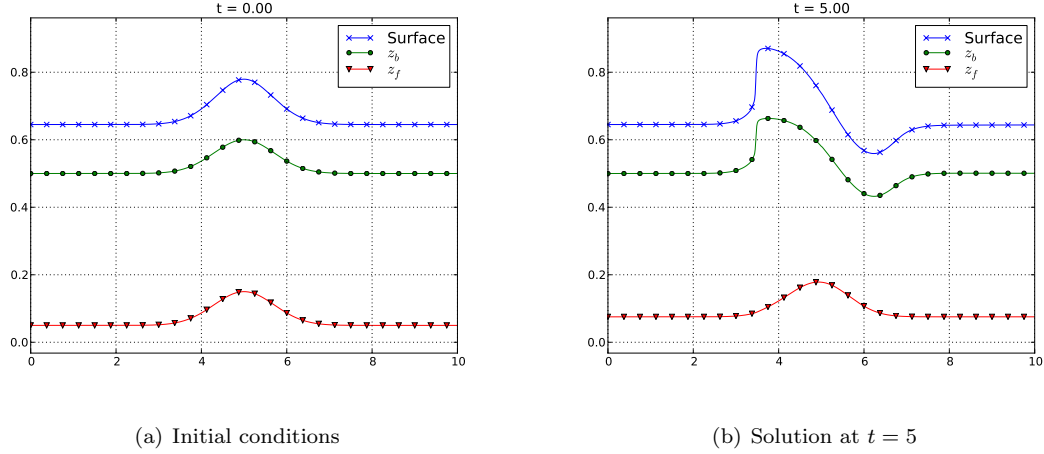 t = 0.00
Surface
z_b
z_f
0.8
0.6
0.4
0.2
0.0
0 2 4 6 8 10
(a) Initial conditions
t = 5.00
Surface
z_b
z_f
0.8
0.6
0.4
0.2
0.0
0 2 4 6 8 10
(b) Solution at t = 5